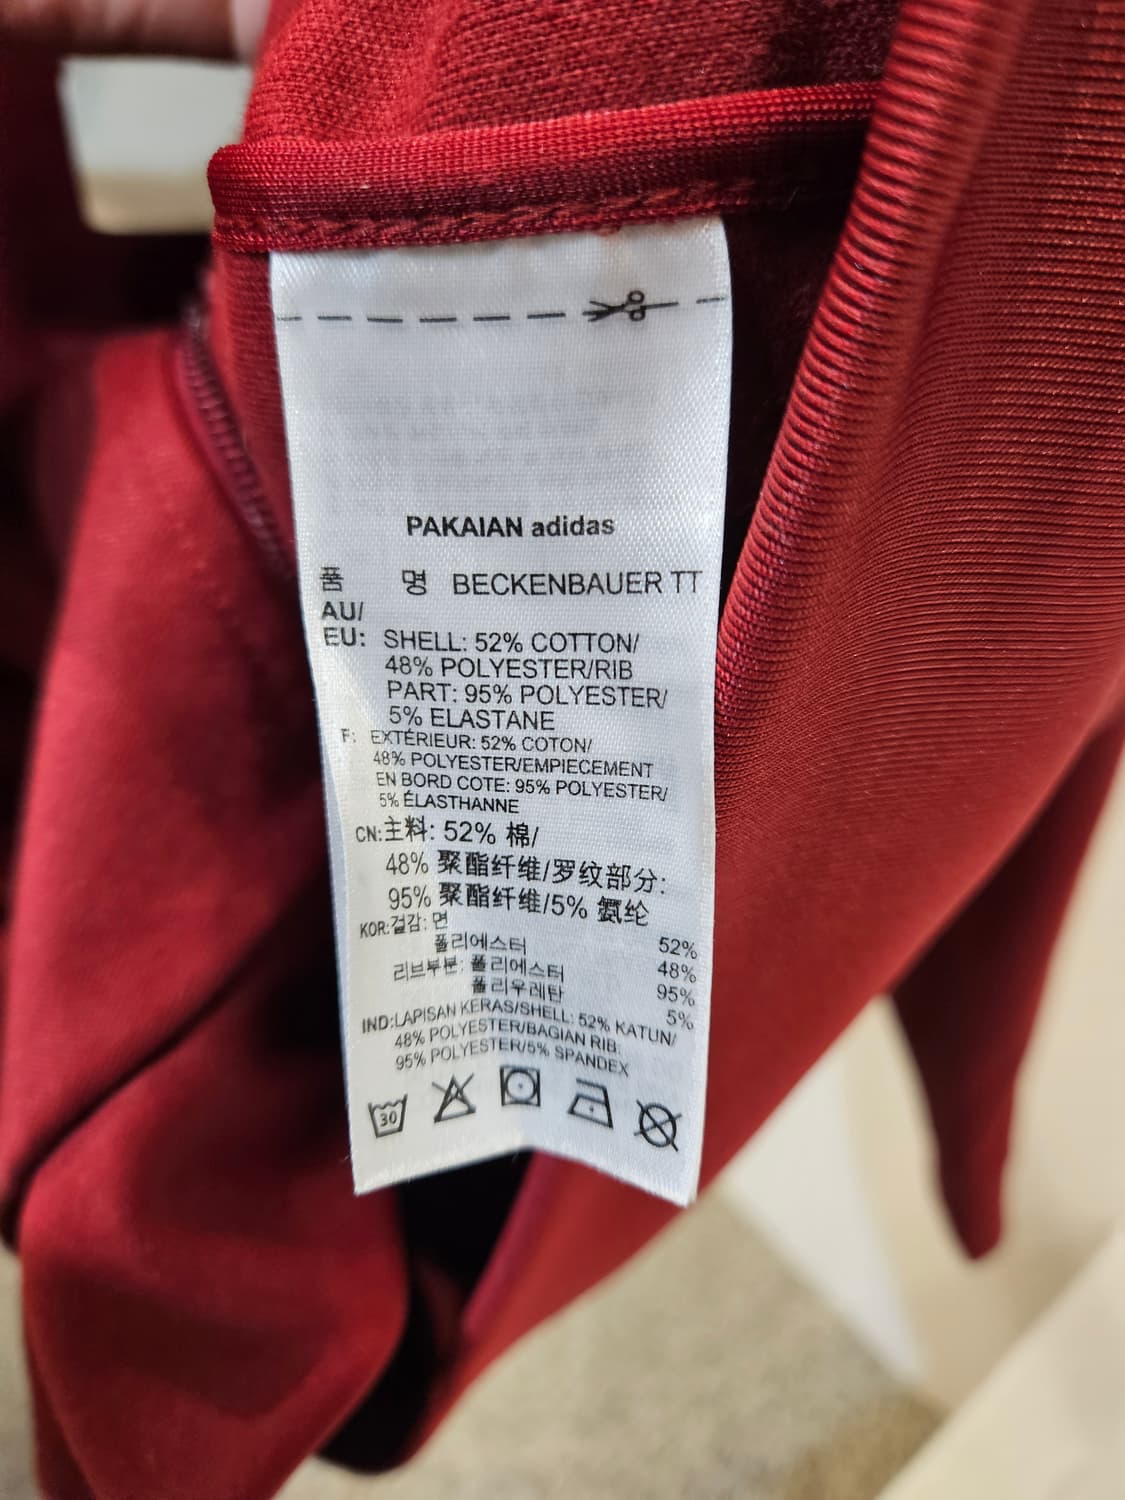 PAKAIAN adidas
품 명 BECKENBAUER TT
AU/
EU: SHELL: 52% COTTON/
48% POLYESTER/RIB
PART: 95% POLYESTER/
5% ELASTANE
F: EXTÉRIEUR: 52% COTON/
48% POLYESTER/EMPIECEMENT
EN BORD COTE: 95% POLYESTER/
5% ÉLASTHANNE
CN:主料: 52% 棉/
48% 聚酯纤维/罗纹部分:
95% 聚酯纤维/5% 氨纶
KOR:겉감: 면 52%
폴리에스터 48%
리브부분: 폴리에스터 95%
폴리우레탄 5%
IND:LAPISAN KERAS/SHELL: 52% KATUN/
48% POLYESTER/BAGIAN RIB:
95% POLYESTER/5% SPANDEX
30